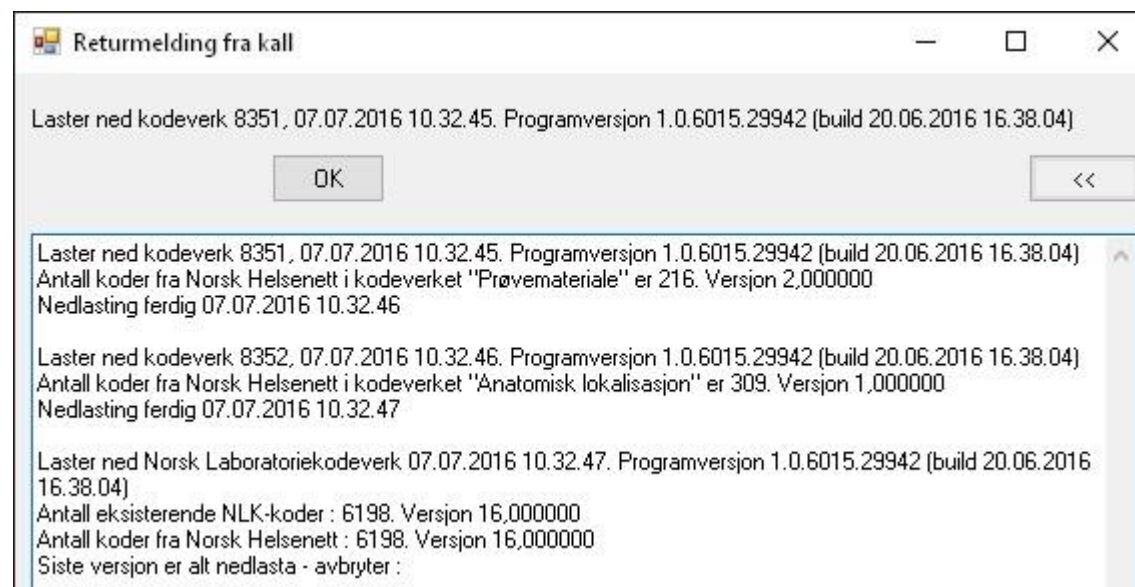 Returmelding fra kall
Laster ned kodeverk 8351, 07.07.2016 10.32.45. Programversjon 1.0.6015.29942 (build 20.06.2016 16.38.04)
OK
<<
Laster ned kodeverk 8351, 07.07.2016 10.32.45. Programversjon 1.0.6015.29942 (build 20.06.2016 16.38.04)
Antall koder fra Norsk Helsenett i kodeverket "Prøvemateriale" er 216. Versjon 2,000000
Nedlasting ferdig 07.07.2016 10.32.46
Laster ned kodeverk 8352, 07.07.2016 10.32.46. Programversjon 1.0.6015.29942 (build 20.06.2016 16.38.04)
Antall koder fra Norsk Helsenett i kodeverket "Anatomisk lokalisasjon" er 309. Versjon 1,000000
Nedlasting ferdig 07.07.2016 10.32.47
Laster ned Norsk Laboratoriekodeverk 07.07.2016 10.32.47. Programversjon 1.0.6015.29942 (build 20.06.2016
16.38.04)
Antall eksisterende NLK-koder : 6198. Versjon 16,000000
Antall koder fra Norsk Helsenett : 6198. Versjon 16,000000
Siste versjon er alt nedlasta - avbryter :